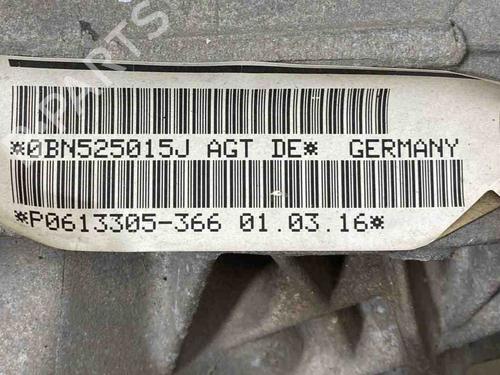 *0BN525015J AGT DE* GERMANY
*P0613305-366 01.03.16*